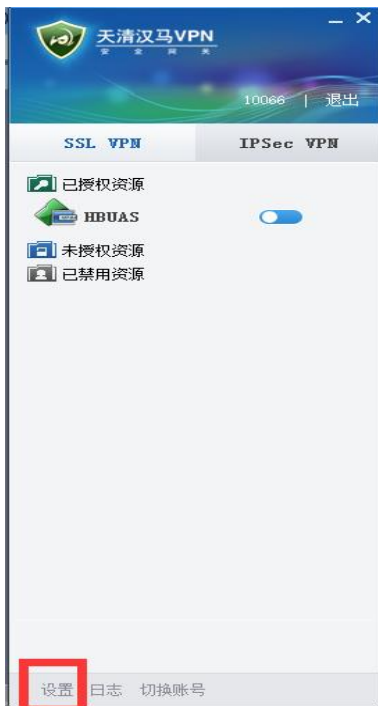 天清汉马VPN
安 全 网 关
10066 | 退出
SSL VPN IPSec VPN
已授权资源
HBUAS
未授权资源
已禁用资源
设置 日志 切换账号